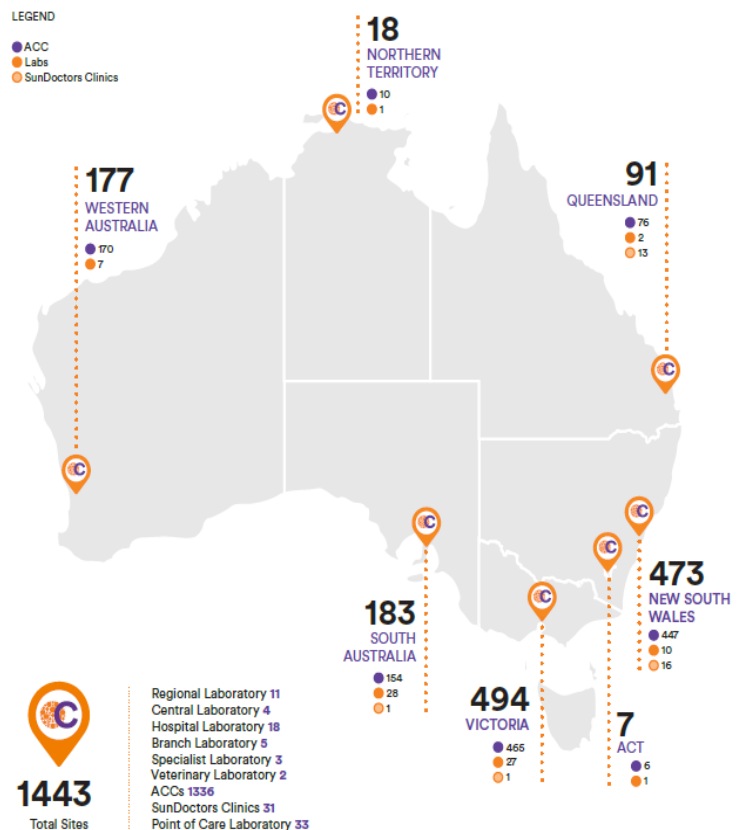 LEGEND
ACC
Labs
SunDoctors Clinics
18
NORTHERN
TERRITORY
10
1
177
WESTERN
AUSTRALIA
170
7
91
QUEENSLAND
76
2
13
183
SOUTH
AUSTRALIA
154
28
1
494
VICTORIA
465
27
1
473
NEW SOUTH
WALES
447
10
16
7
ACT
6
1
C
1443
Total Sites
Regional Laboratory 11
Central Laboratory 4
Hospital Laboratory 18
Branch Laboratory 5
Specialist Laboratory 3
Veterinary Laboratory 2
ACCs 1336
SunDoctors Clinics 31
Point of Care Laboratory 33